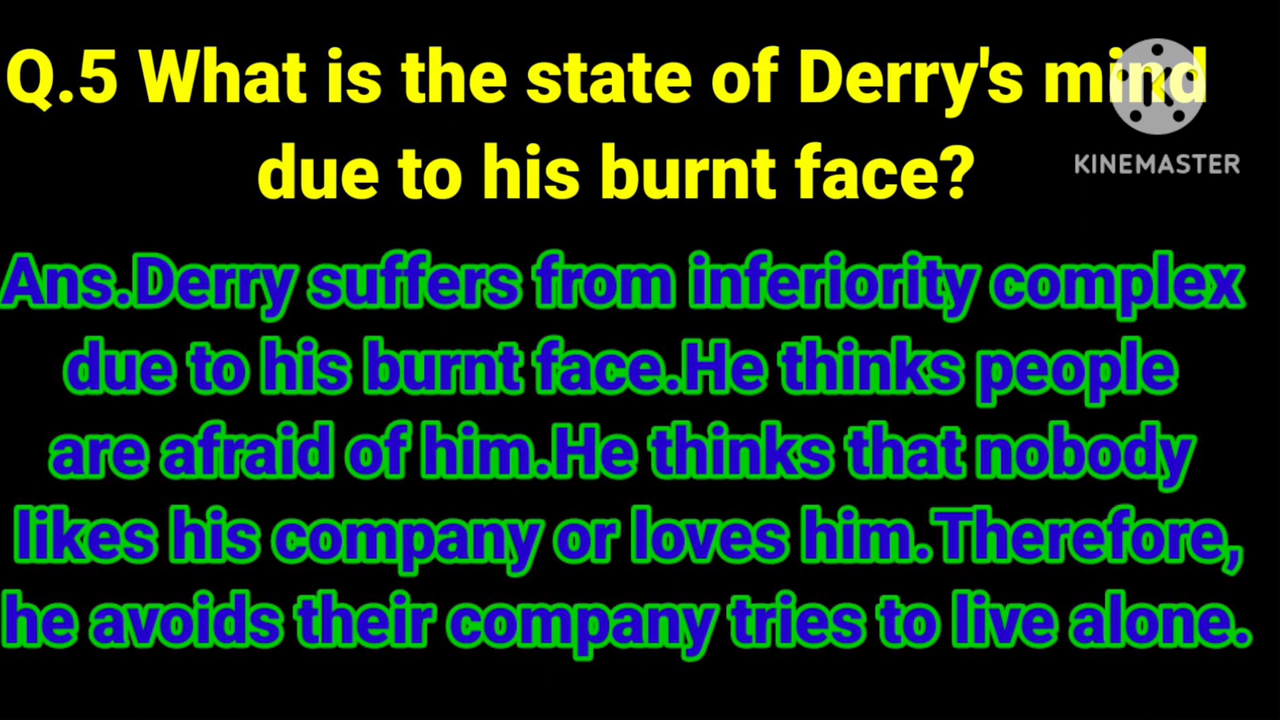 Q.5 What is the state of Derry's mind
due to his burnt face?
KINEMASTER
Ans.Derry suffers from inferiority complex
due to his burnt face.He thinks people
are afraid of him.He thinks that nobody
likes his company or loves him.Therefore,
he avoids their company tries to live alone.